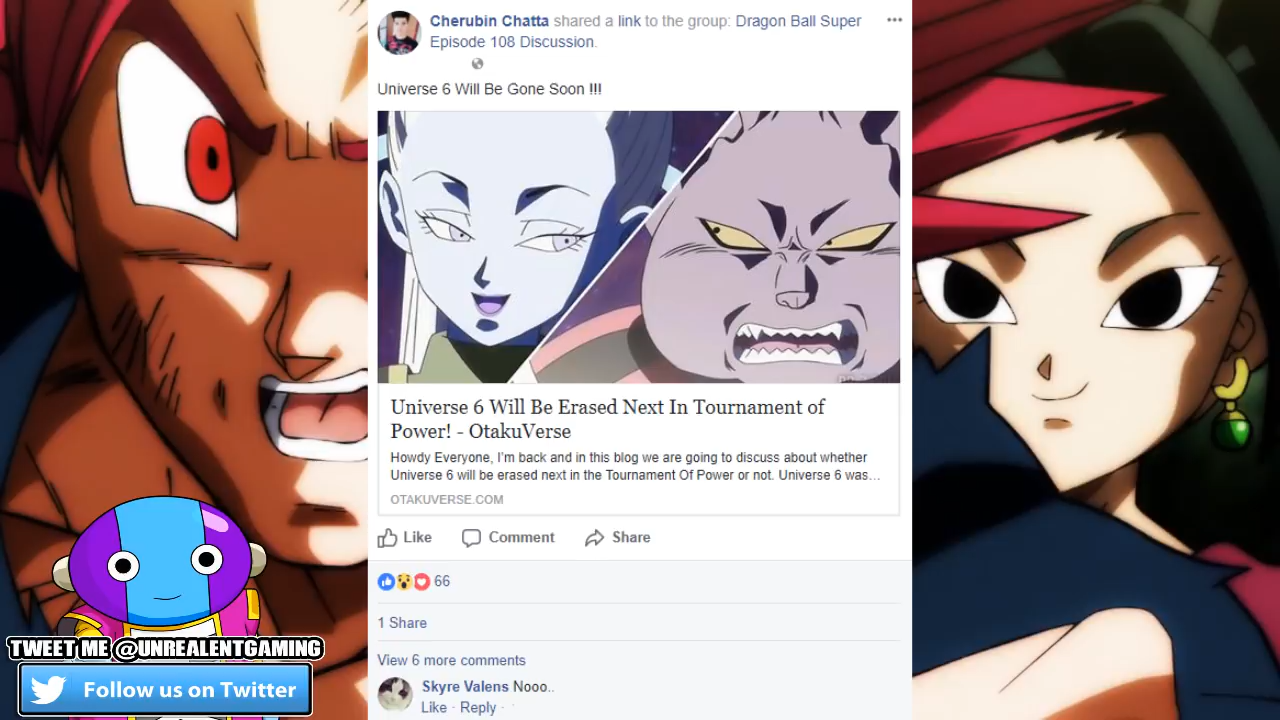 Cherubin Chatta shared a link to the group: Dragon Ball Super
Episode 108 Discussion.
Universe 6 Will Be Gone Soon !!!
Universe 6 Will Be Erased Next In Tournament of
Power! - OtakuVerse
Howdy Everyone, I'm back and in this blog we are going to discuss about whether
Universe 6 will be erased next in the Tournament Of Power or not. Universe 6 was...
OTAKUVERSE.COM
Like Comment Share
66
1 Share
View 6 more comments
Skyre Valens Nooo..
Like · Reply ·
TWEET ME @UNREALENTGAMING
Follow us on Twitter